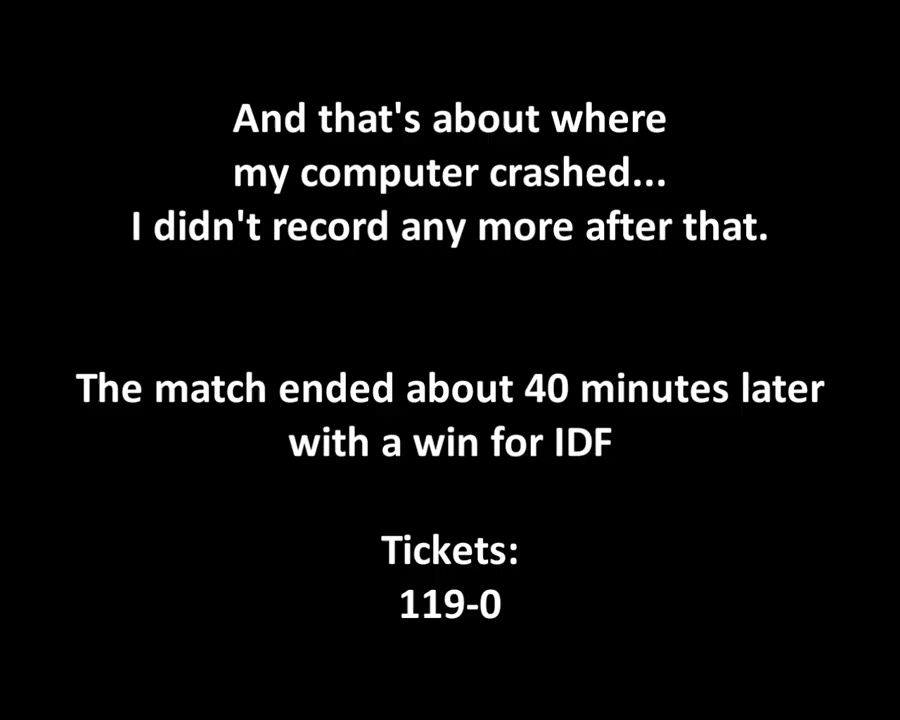 And that's about where
my computer crashed...
I didn't record any more after that.
The match ended about 40 minutes later
with a win for IDF
Tickets:
119-0